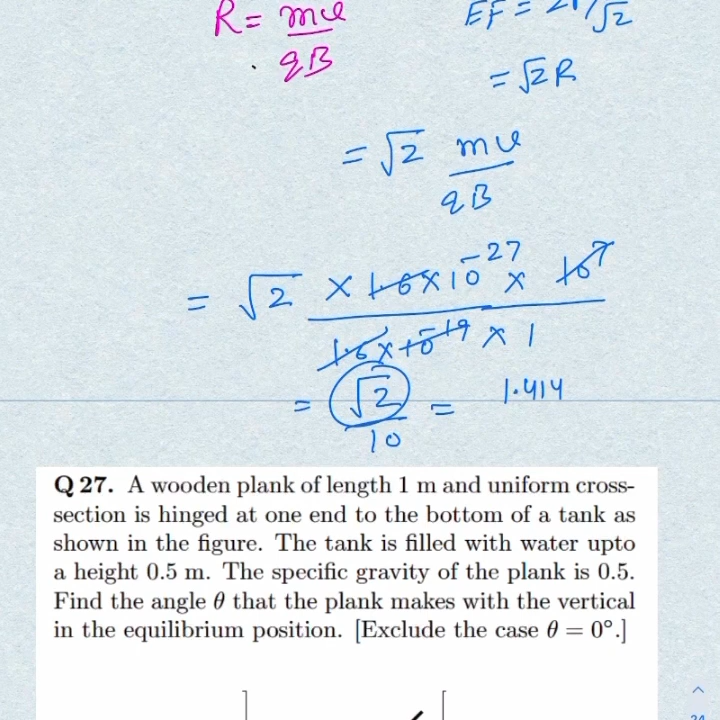 R = mv/qB
EF = 2R/√2
= √2 R
= √2 mv/qB
= √2 × 1.6×10^-27 × 10^7 / 1.6×10^-19 × 1
= √2/10 = 1.414
Q 27. A wooden plank of length 1 m and uniform cross-
section is hinged at one end to the bottom of a tank as
shown in the figure. The tank is filled with water upto
a height 0.5 m. The specific gravity of the plank is 0.5.
Find the angle θ that the plank makes with the vertical
in the equilibrium position. [Exclude the case θ = 0°.]